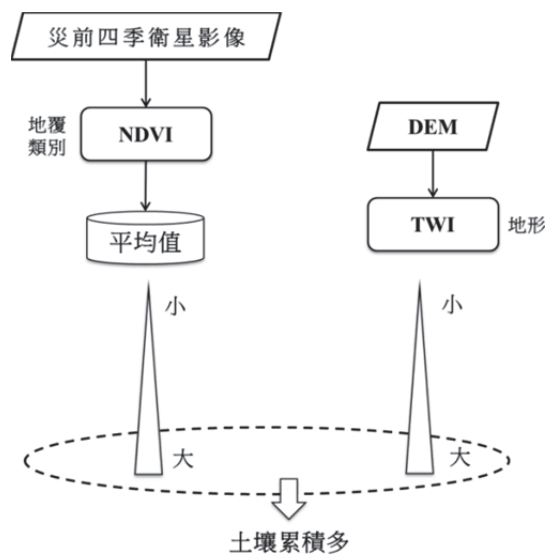 災前四季衛星影像
地覆
類別
NDVI
平均值
小
大
DEM
TWI
地形
小
大
土壤累積多